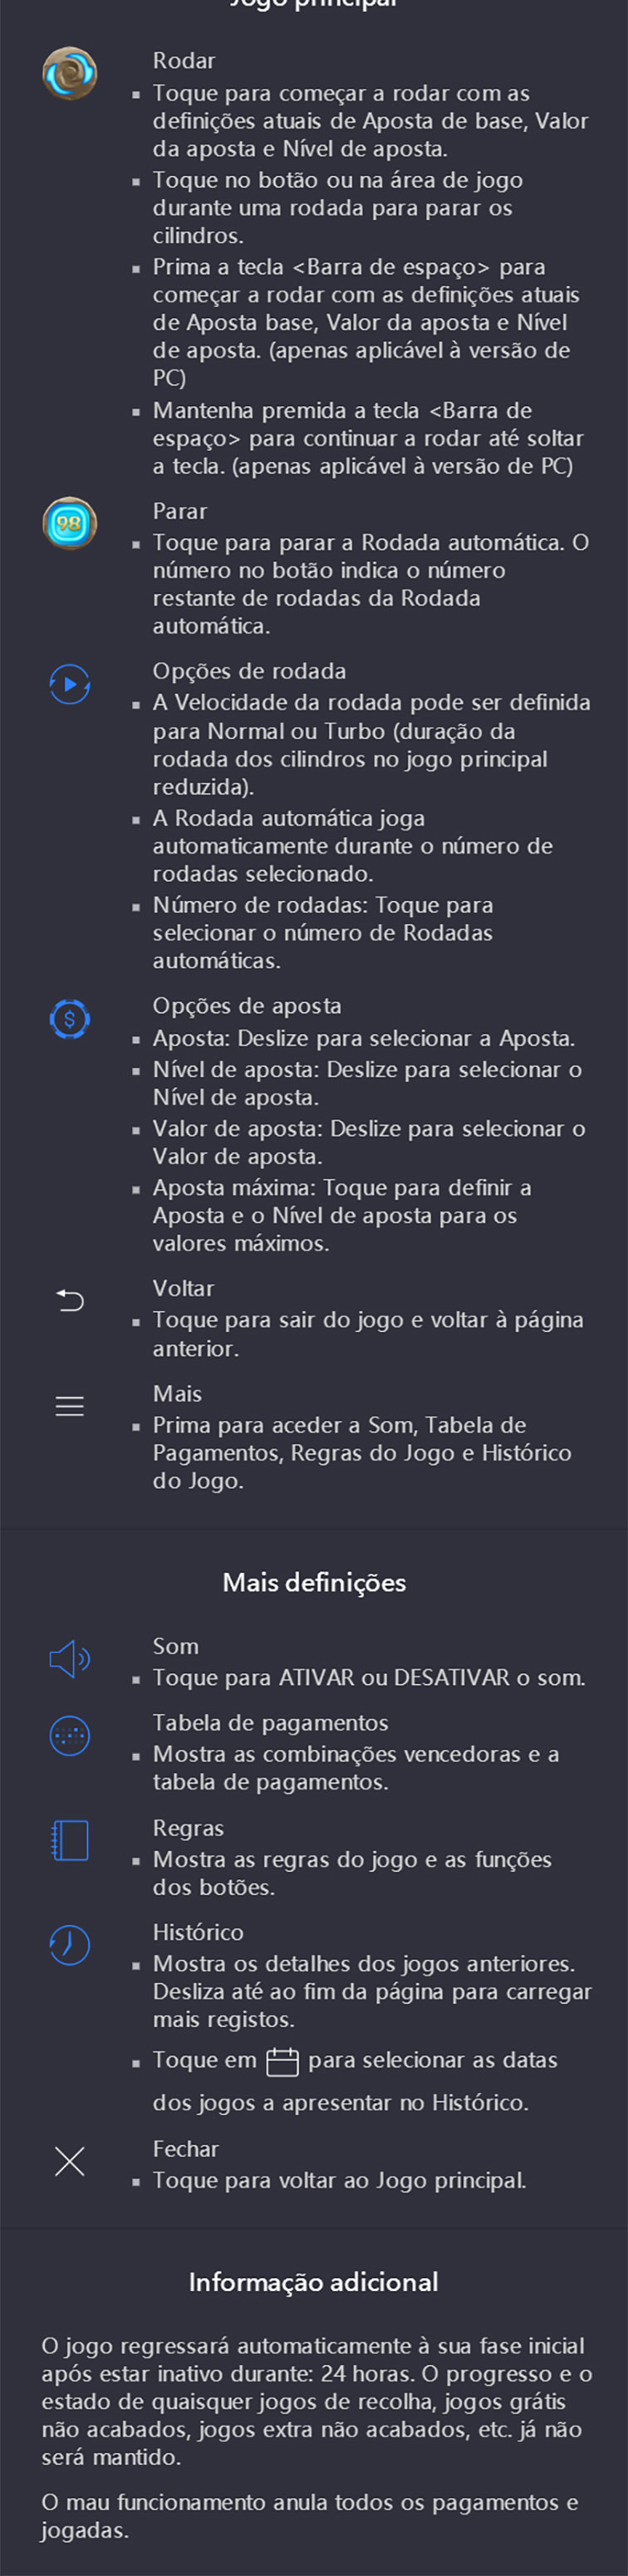 Jogo principal
Rodar
▪ Toque para começar a rodar com as
definições atuais de Aposta de base, Valor
da aposta e Nível de aposta.
▪ Toque no botão ou na área de jogo
durante uma rodada para parar os
cilindros.
▪ Prima a tecla <Barra de espaço> para
começar a rodar com as definições atuais
de Aposta base, Valor da aposta e Nível
de aposta. (apenas aplicável à versão de
PC)
▪ Mantenha premida a tecla <Barra de
espaço> para continuar a rodar até soltar
a tecla. (apenas aplicável à versão de PC)
98
Parar
▪ Toque para parar a Rodada automática. O
número no botão indica o número
restante de rodadas da Rodada
automática.
Opções de rodada
▪ A Velocidade da rodada pode ser definida
para Normal ou Turbo (duração da
rodada dos cilindros no jogo principal
reduzida).
▪ A Rodada automática joga
automaticamente durante o número de
rodadas selecionado.
▪ Número de rodadas: Toque para
selecionar o número de Rodadas
automáticas.
$
Opções de aposta
▪ Aposta: Deslize para selecionar a Aposta.
▪ Nível de aposta: Deslize para selecionar o
Nível de aposta.
▪ Valor de aposta: Deslize para selecionar o
Valor de aposta.
▪ Aposta máxima: Toque para definir a
Aposta e o Nível de aposta para os
valores máximos.
Voltar
▪ Toque para sair do jogo e voltar à página
anterior.
Mais
▪ Prima para aceder a Som, Tabela de
Pagamentos, Regras do Jogo e Histórico
do Jogo.
Mais definições
Som
▪ Toque para ATIVAR ou DESATIVAR o som.
Tabela de pagamentos
▪ Mostra as combinações vencedoras e a
tabela de pagamentos.
Regras
▪ Mostra as regras do jogo e as funções
dos botões.
Histórico
▪ Mostra os detalhes dos jogos anteriores.
Desliza até ao fim da página para carregar
mais registos.
▪ Toque em para selecionar as datas
dos jogos a apresentar no Histórico.
Fechar
▪ Toque para voltar ao Jogo principal.
Informação adicional
O jogo regressará automaticamente à sua fase inicial
após estar inativo durante: 24 horas. O progresso e o
estado de quaisquer jogos de recolha, jogos grátis
não acabados, jogos extra não acabados, etc. já não
será mantido.
O mau funcionamento anula todos os pagamentos e
jogadas.